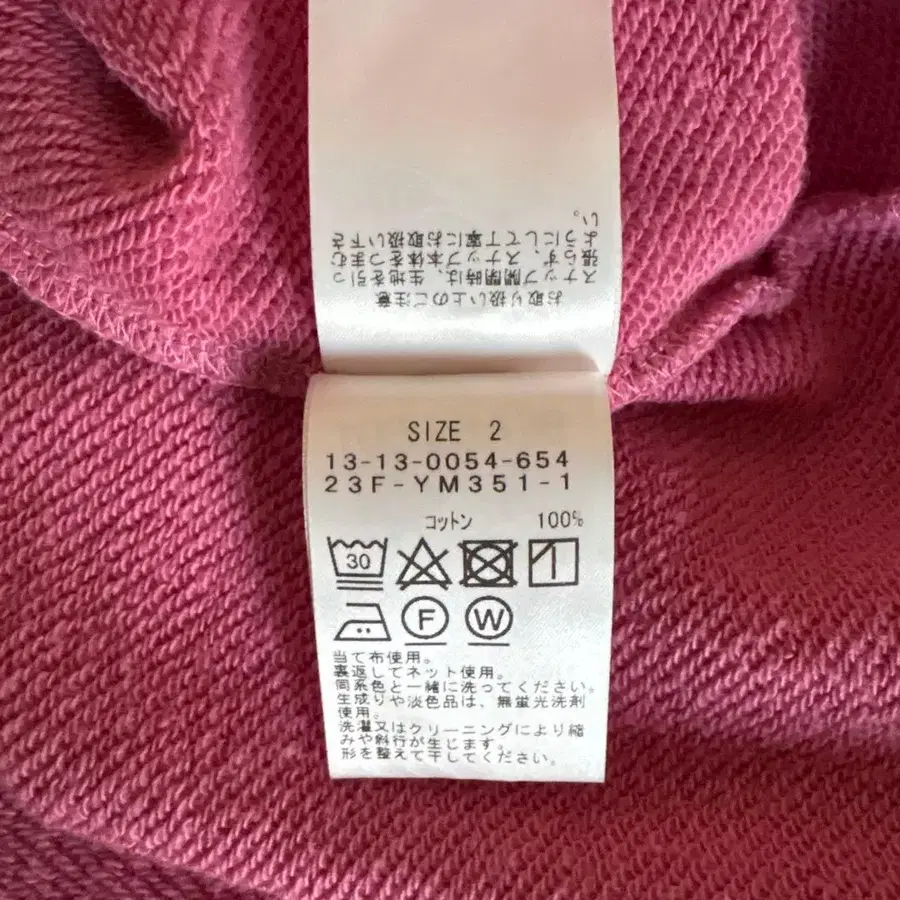 お取り扱い上のご注意
スナップ開閉時は、生地を引っ
張らず、スナップ本体をつまむ
ようにして丁寧にお取扱い下さ
い。
SIZE 2
13-13-0054-654
23F-YM351-1
コットン 100%
30
F W
当て布使用。
裏返してネット使用。
同系色と一緒に洗ってください。
生成りや淡色品は、無蛍光洗剤
使用。
洗濯又はクリーニングにより縮
みや斜行が生じます。
形を整えて干してください。